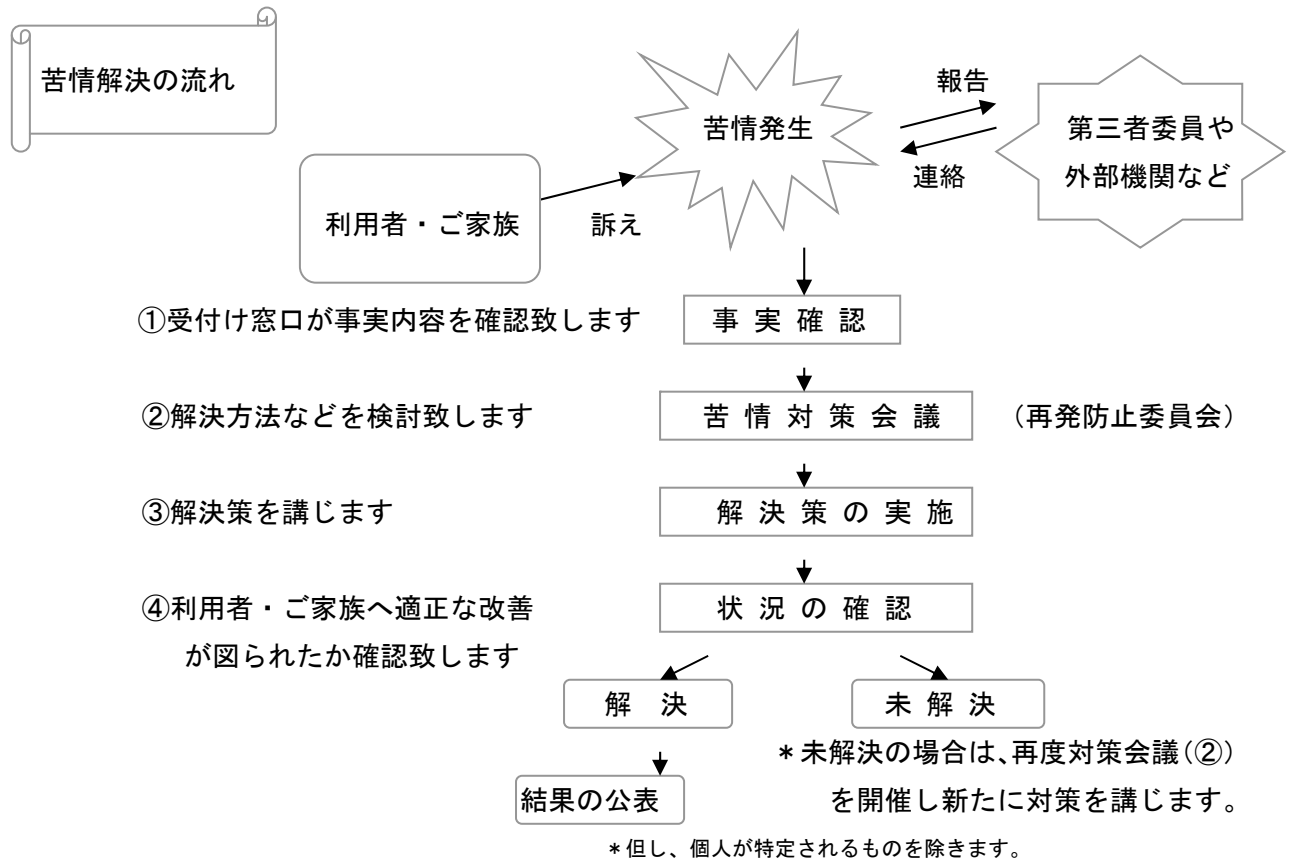 苦情解決の流れ
苦情発生
報告
連絡
第三者委員や
外部機関など
利用者・ご家族
訴え
①受付け窓口が事実内容を確認致します
事実確認
②解決方法などを検討致します
苦情対策会議
（再発防止委員会）
③解決策を講じます
解決策の実施
④利用者・ご家族へ適正な改善
が図られたか確認致します
状況の確認
解　決
未解決
＊未解決の場合は、再度対策会議（②）
を開催し新たに対策を講じます。
結果の公表
＊但し、個人が特定されるものを除きます。